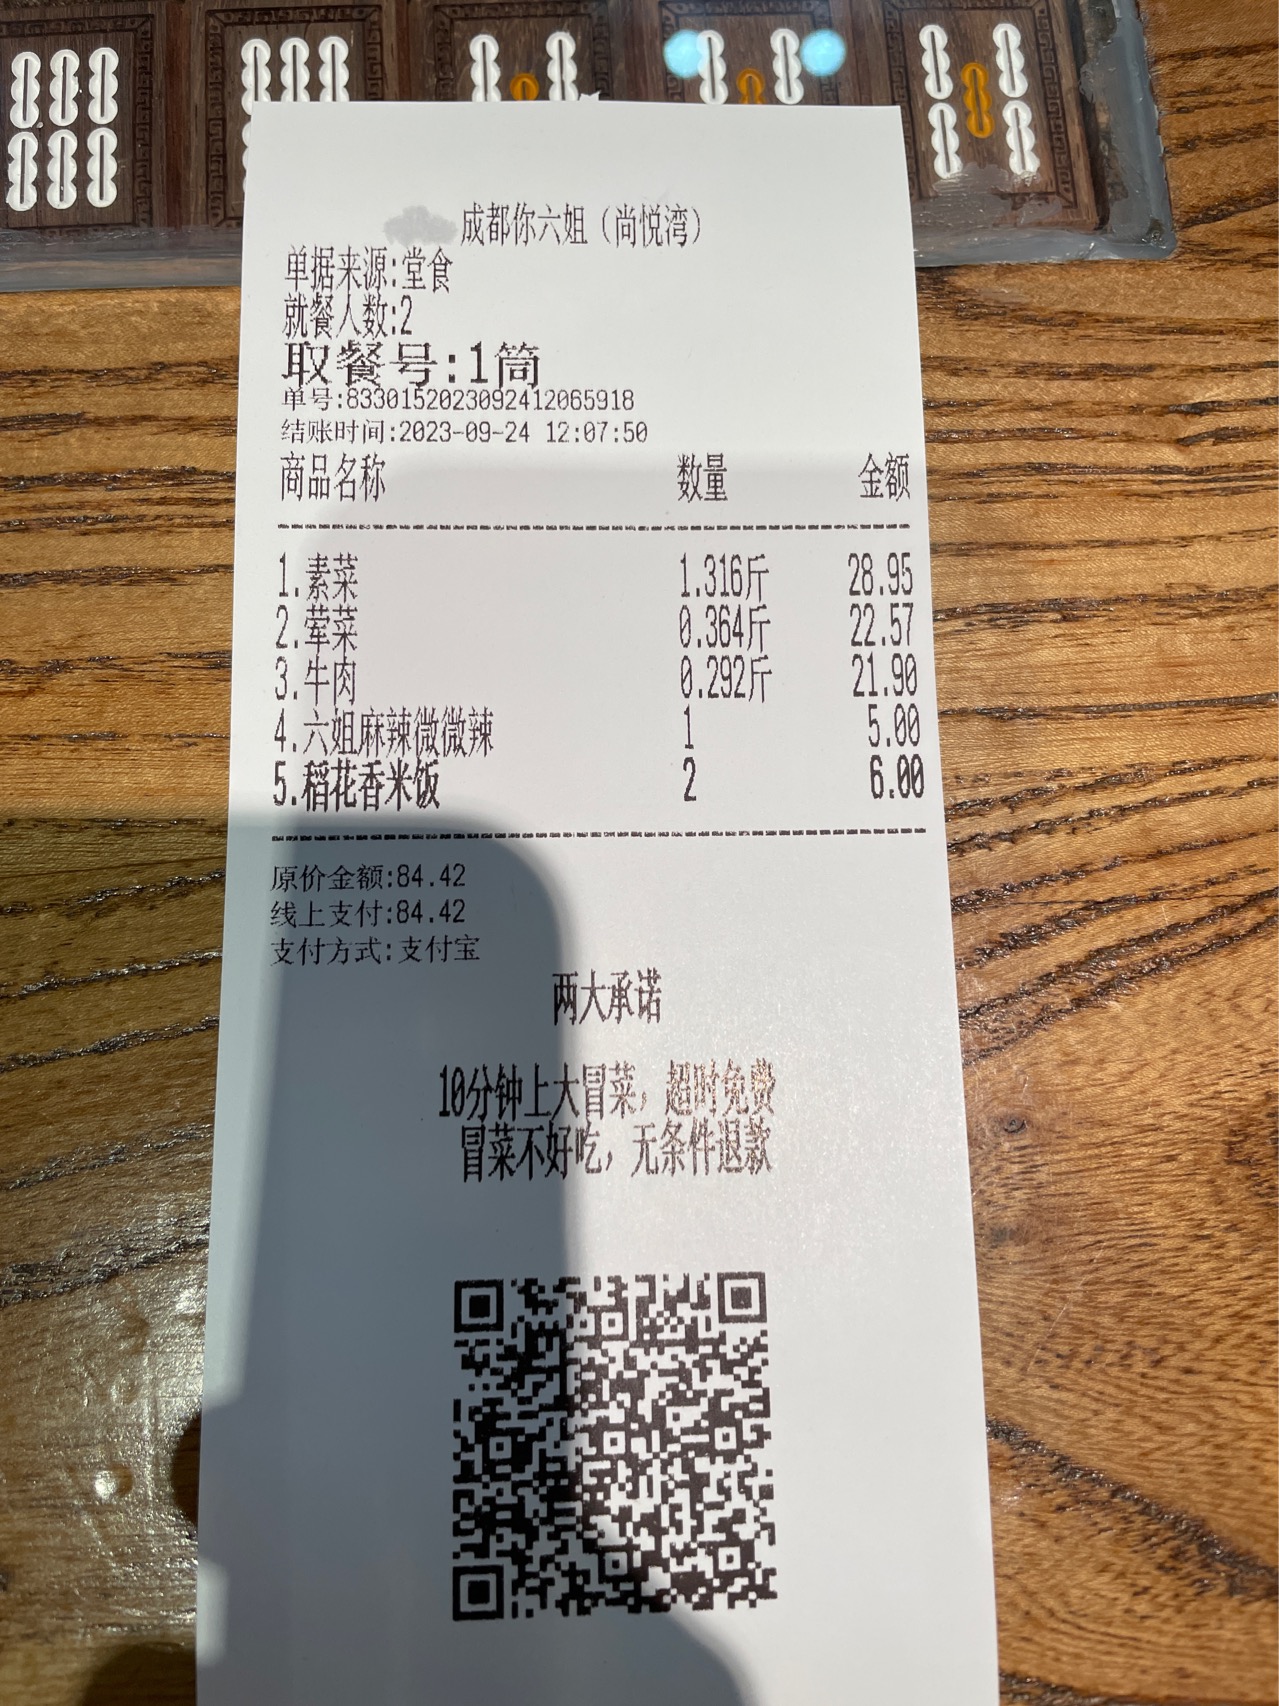 成都你六姐（尚悦湾）
单据来源:堂食
就餐人数:2
取餐号:1筒
单号:8330152023092412065918
结账时间:2023-09-24 12:07:50
商品名称 数量 金额
1.素菜 1.316斤 28.95
2.荤菜 0.364斤 22.57
3.牛肉 0.292斤 21.90
4.六姐麻辣微微辣 1 5.00
5.稻花香米饭 2 6.00
原价金额:84.42
线上支付:84.42
支付方式:支付宝
两大承诺
10分钟上大冒菜，超时免费
冒菜不好吃，无条件退款